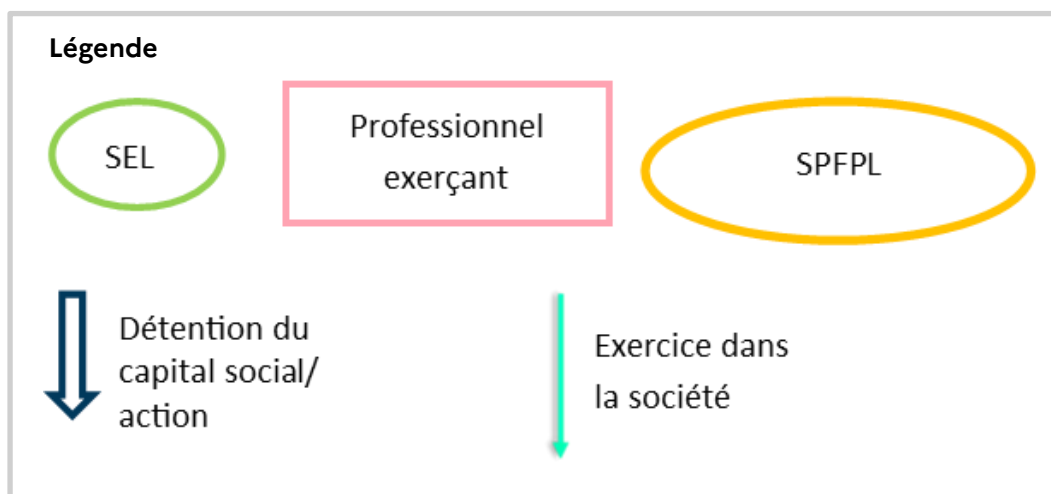 Légende
SEL
Professionnel
exerçant
SPFPL
Détention du
capital social/
action
Exercice dans
la société